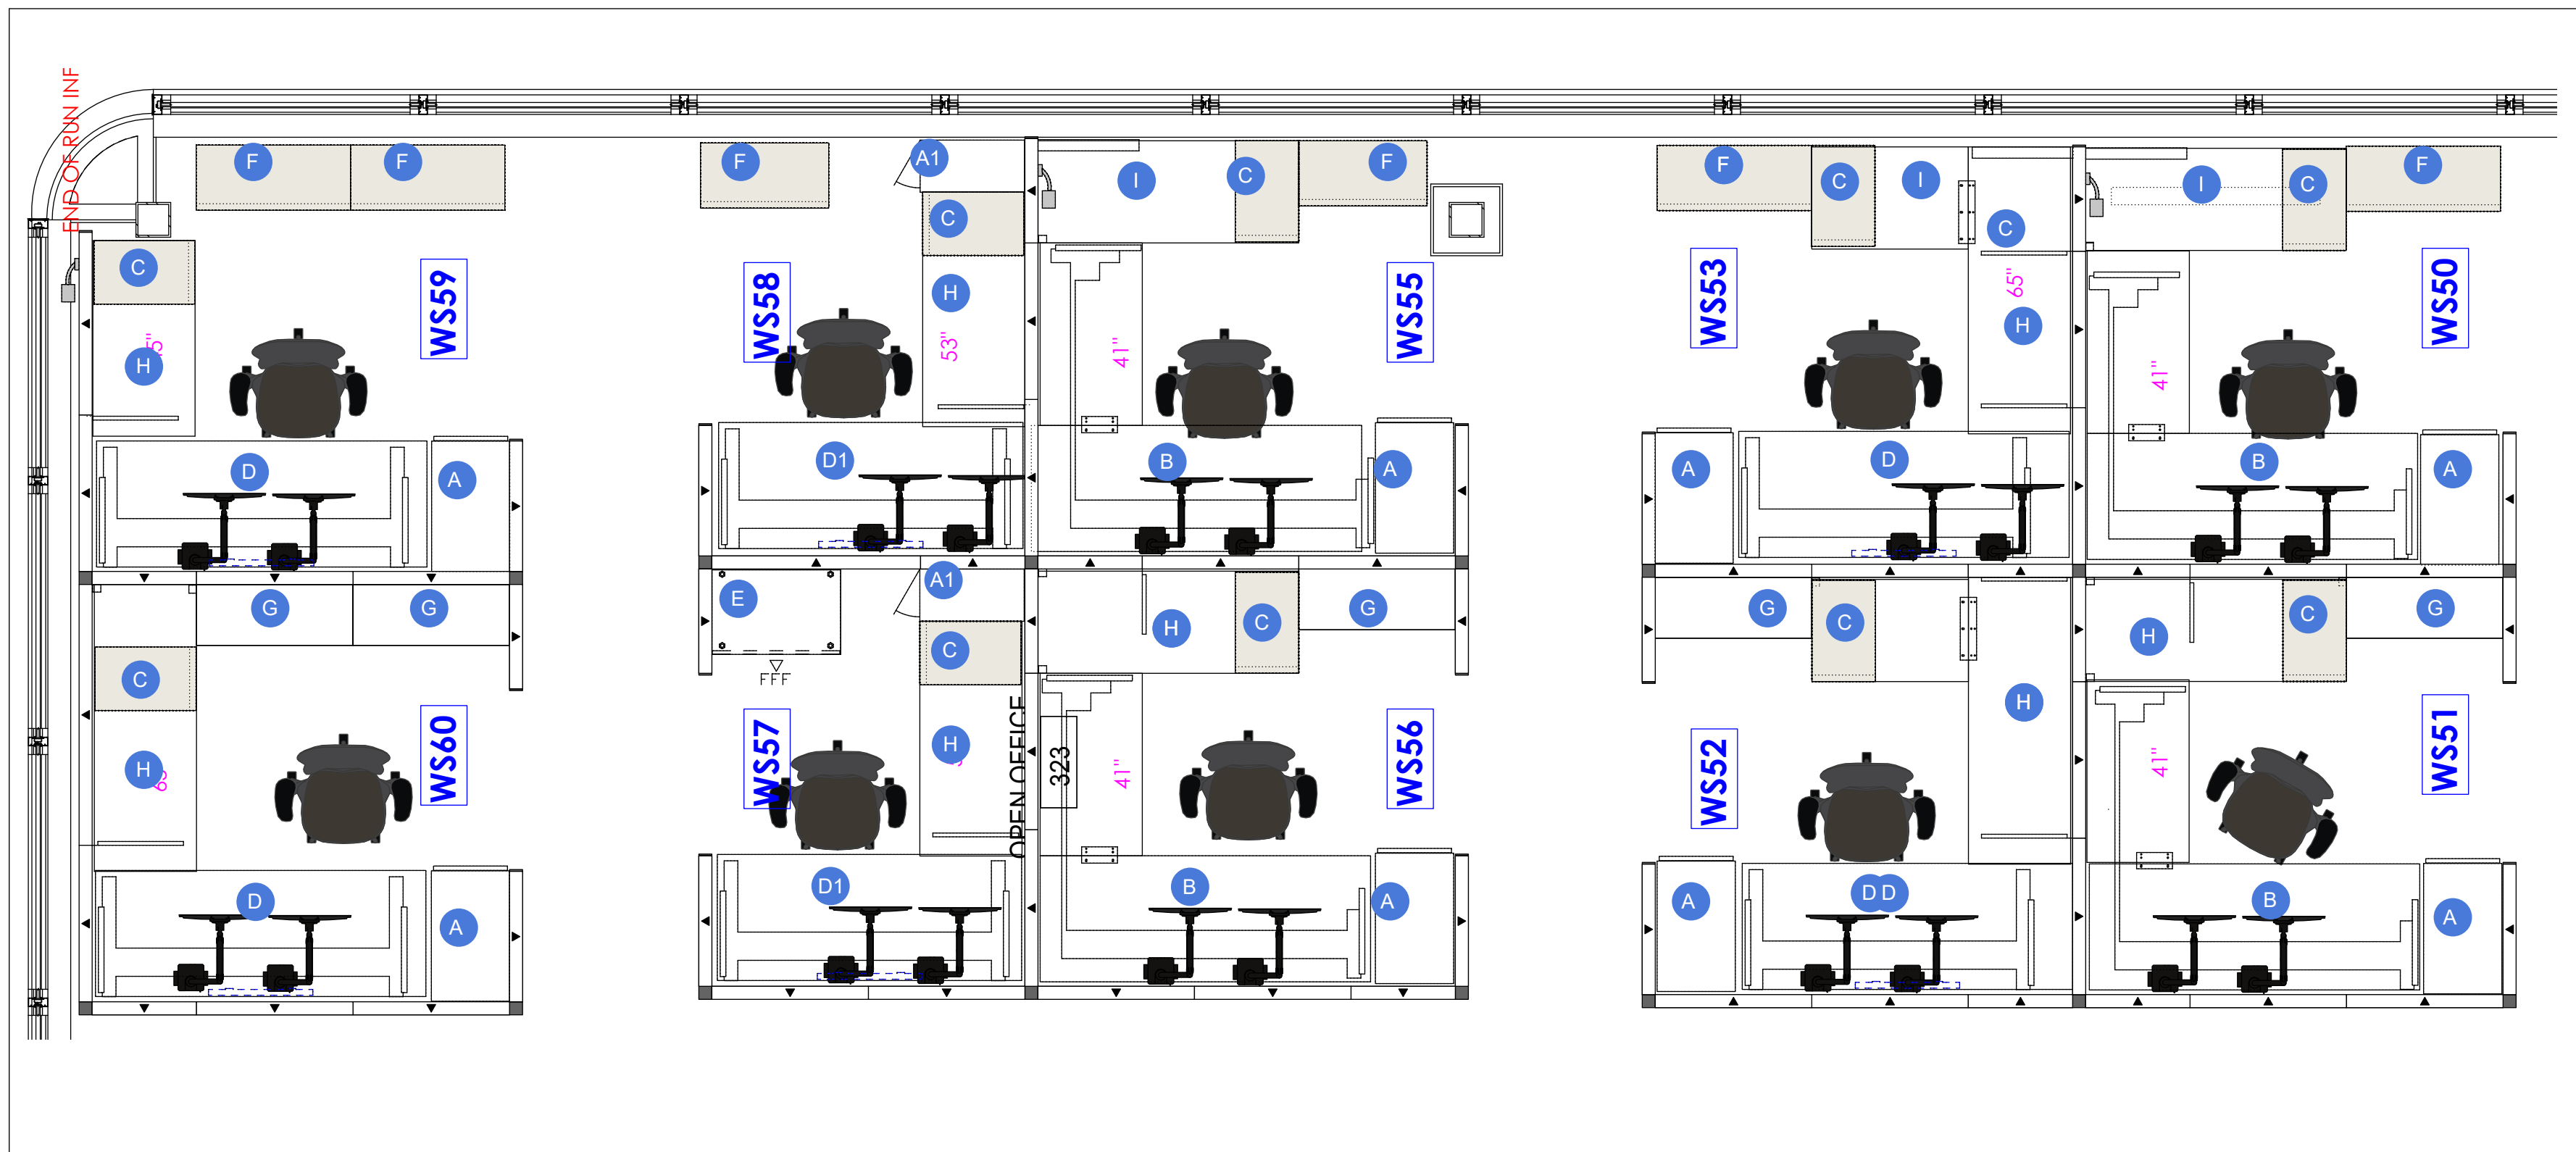 END OF RUN INF
F
F
F
A1
I
C
F
F
C
I
I
C
F
C
C
C
H
H
H
WS59
WS58
WS55
WS53
WS50
53"
41"
65"
41"
D
A
D1
B
A
A
D
B
A
G
G
E
A1
H
C
G
G
C
H
C
G
C
C
H
H
H
WS60
WS57
WS56
WS52
WS51
FFF
OPEN OFFICE
323
41"
41"
D
A
D1
B
A
A
D
D
B
A